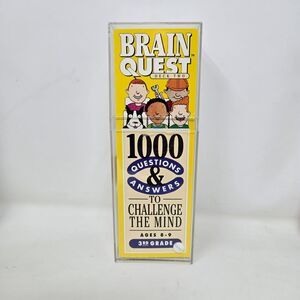 BRAIN
QUEST
DECK TWO
1000
QUESTIONS
&
ANSWERS
TO
CHALLENGE
THE MIND
AGES 8-9
3RD GRADE